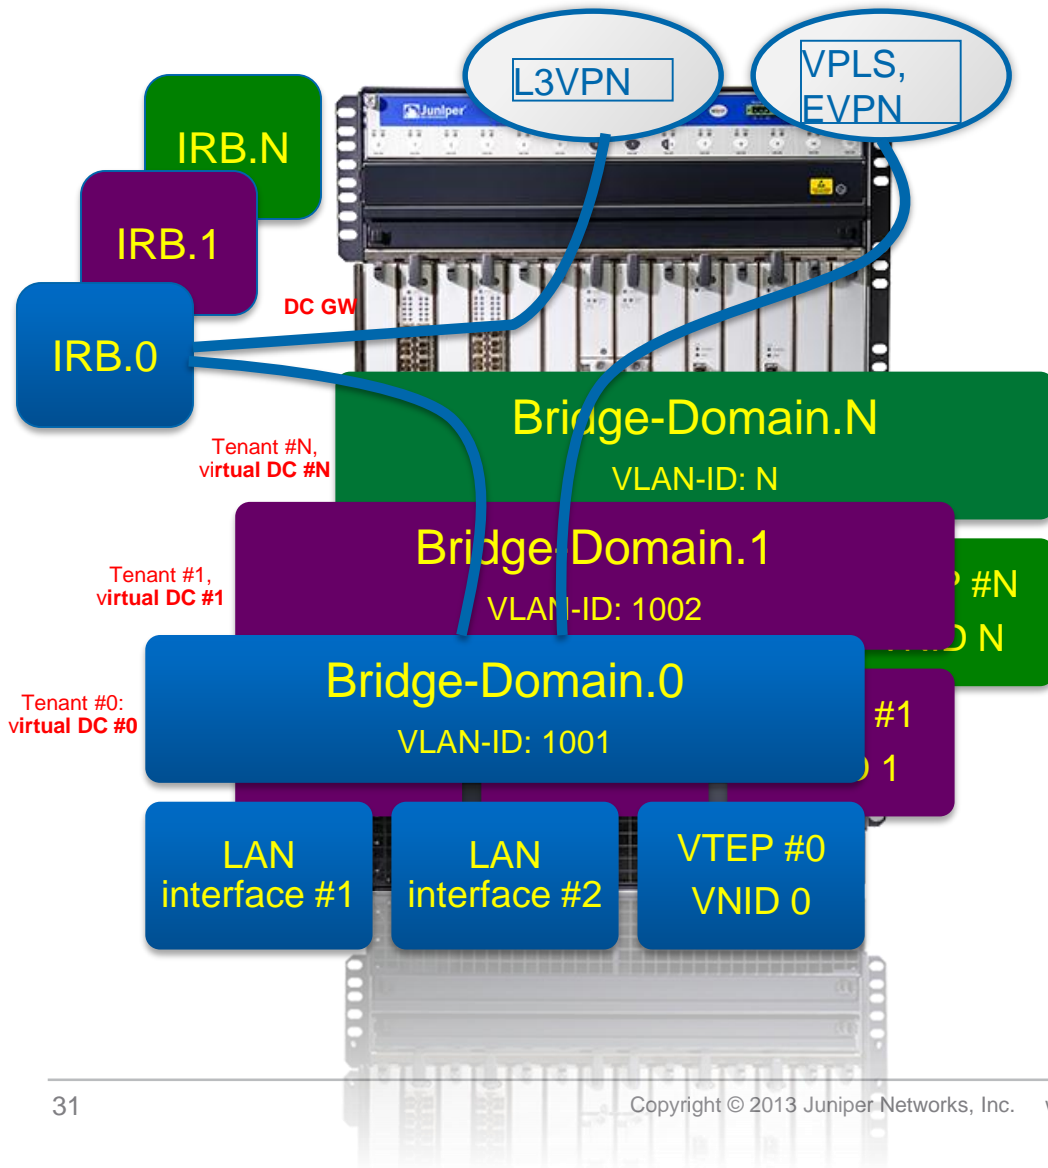 L3VPN
VPLS,
EVPN
Juniper
IRB.N
IRB.1
DC GW
IRB.0
Bridge-Domain.N
Tenant #N,
virtual DC #N
VLAN-ID: N
Bridge-Domain.1
Tenant #1,
virtual DC #1
VLAN-ID: 1002
#N
N
Bridge-Domain.0
Tenant #0:
virtual DC #0
VLAN-ID: 1001
#1
1
LAN
interface #1
LAN
interface #2
VTEP #0
VNID 0
31
Copyright © 2013 Juniper Networks, Inc.